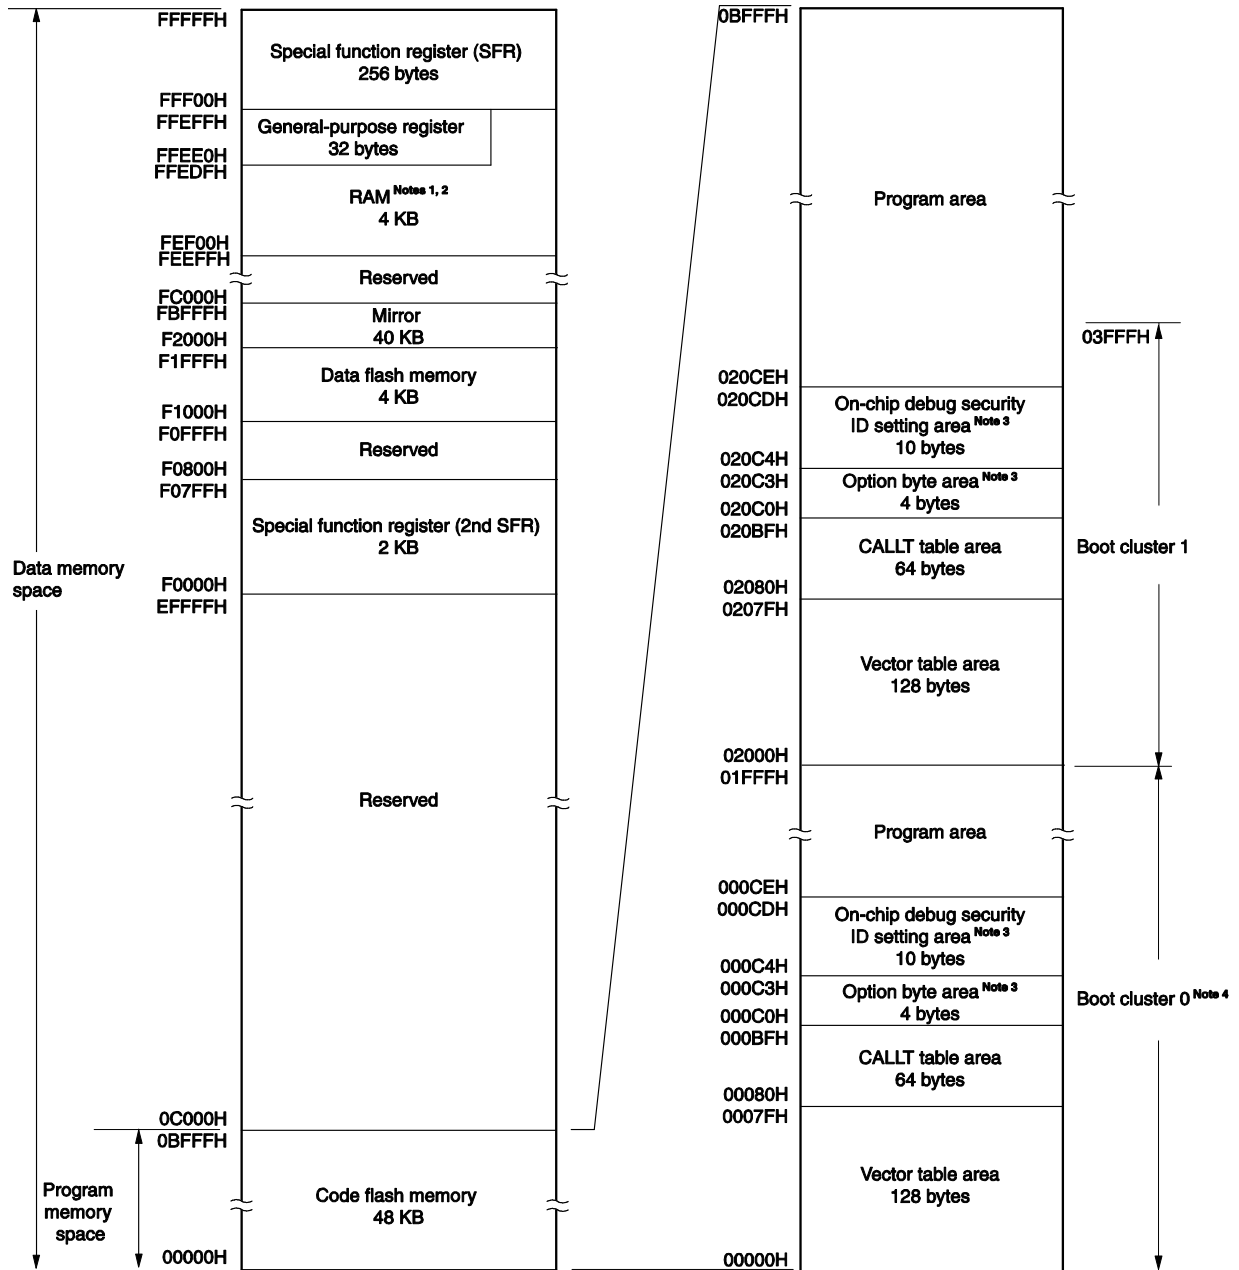 FFFFFH
Special function register (SFR)
256 bytes
FFF00H
FFEFFH
General-purpose register
32 bytes
FFEE0H
FFEDFH
RAM Notes 1, 2
4 KB
FEF00H
FEEFFH
Reserved
FC000H
FBFFFH
Mirror
40 KB
F2000H
F1FFFH
Data flash memory
4 KB
F1000H
F0FFFH
Reserved
F0800H
F07FFH
Special function register (2nd SFR)
2 KB
Data memory
space
F0000H
EFFFFH
Reserved
0C000H
0BFFFH
Program
memory
space
Code flash memory
48 KB
00000H
0BFFFH
Program area
03FFFH
020CEH
020CDH
On-chip debug security
ID setting area Note 3
10 bytes
020C4H
020C3H
Option byte area Note 3
4 bytes
020C0H
020BFH
CALLT table area
64 bytes
Boot cluster 1
02080H
0207FH
Vector table area
128 bytes
02000H
01FFFH
Program area
000CEH
000CDH
On-chip debug security
ID setting area Note 3
10 bytes
000C4H
000C3H
Option byte area Note 3
4 bytes
Boot cluster 0 Note 4
000C0H
000BFH
CALLT table area
64 bytes
00080H
0007FH
Vector table area
128 bytes
00000H